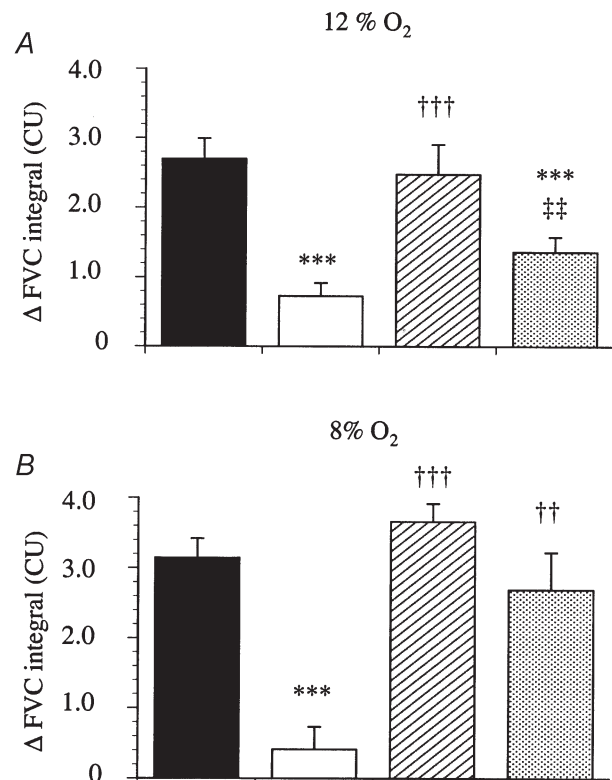 12 % O₂
A
Δ FVC integral (CU)
4.0
3.0
2.0
1.0
0
***
†††
***
‡‡
8% O₂
B
Δ FVC integral (CU)
4.0
3.0
2.0
1.0
0
***
†††
††